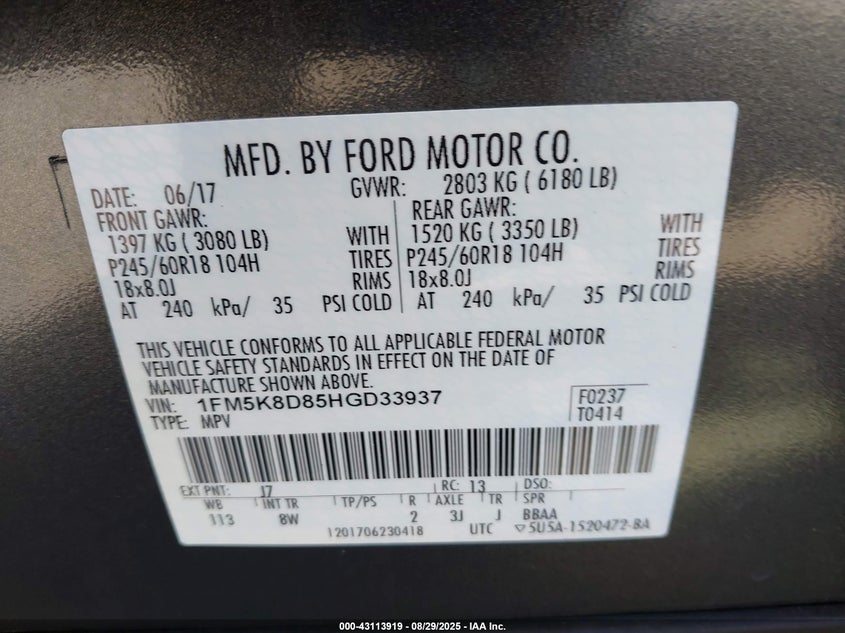 MFD. BY FORD MOTOR CO.
DATE: 06/17 GVWR: 2803 KG ( 6180 LB)
FRONT GAWR: REAR GAWR:
1397 KG ( 3080 LB) WITH 1520 KG ( 3350 LB) WITH
P245/60R18 104H TIRES P245/60R18 104H TIRES
18x8.0J RIMS 18x8.0J RIMS
AT 240 kPa/ 35 PSI COLD AT 240 kPa/ 35 PSI COLD
THIS VEHICLE CONFORMS TO ALL APPLICABLE FEDERAL MOTOR
VEHICLE SAFETY STANDARDS IN EFFECT ON THE DATE OF
MANUFACTURE SHOWN ABOVE.
VIN: 1FM5K8D85HGD33937 F0237
TYPE: MPV T0414
EXT PNT: J7 RC: 13 DSO:
WB INT TR TP/PS R AXLE TR SPR
113 8W 2 3J J BBAA
1201706230418 UTC ▽5U5A-1520472-BA
000-43113919 - 08/29/2025 - IAA Inc.